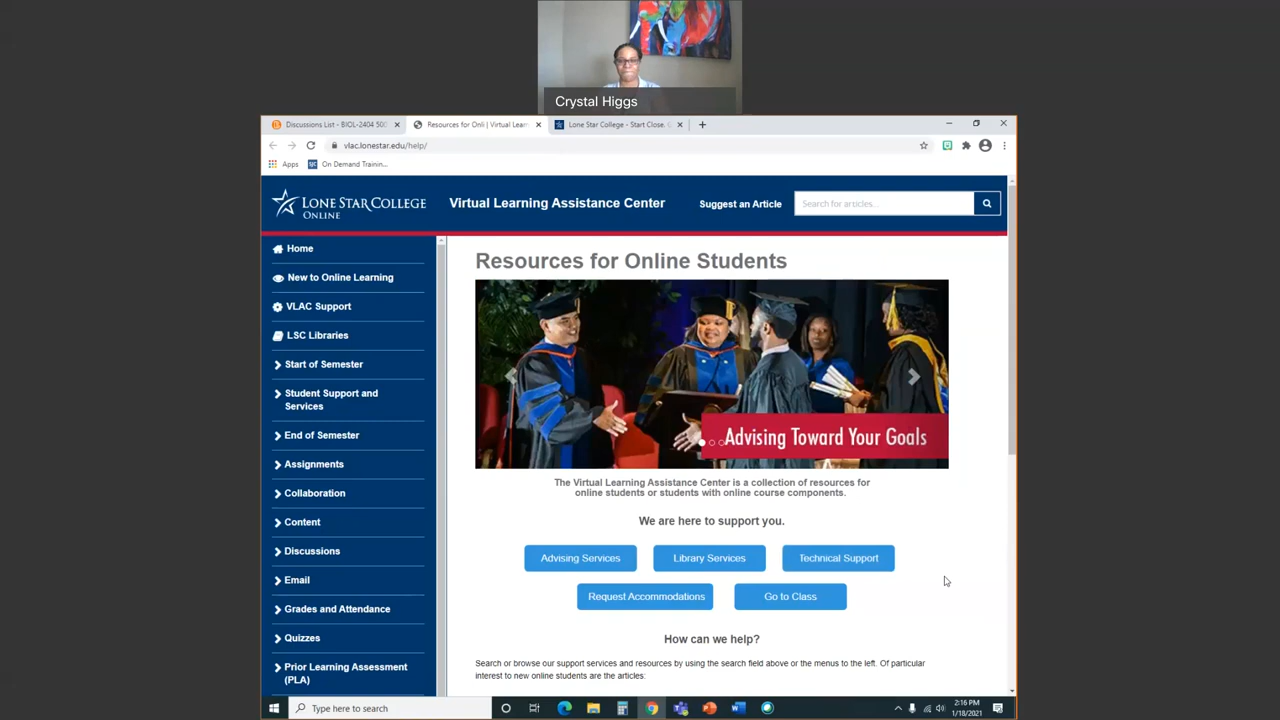 Crystal Higgs
Discussions List - BIOL-2404 500
Resources for Onli | Virtual Learn
Lone Star College - Start Close. G
vlac.lonestar.edu/help/
Apps
On Demand Trainin...
LONE STAR COLLEGE
ONLINE
Virtual Learning Assistance Center
Suggest an Article
Search for articles...
Home
New to Online Learning
VLAC Support
LSC Libraries
Start of Semester
Student Support and
Services
End of Semester
Assignments
Collaboration
Content
Discussions
Email
Grades and Attendance
Quizzes
Prior Learning Assessment
(PLA)
Resources for Online Students
Advising Toward Your Goals
The Virtual Learning Assistance Center is a collection of resources for
online students or students with online course components.
We are here to support you.
Advising Services
Library Services
Technical Support
Request Accommodations
Go to Class
How can we help?
Search or browse our support services and resources by using the search field above or the menus to the left. Of particular
interest to new online students are the articles:
Type here to search
2:16 PM
1/18/2021